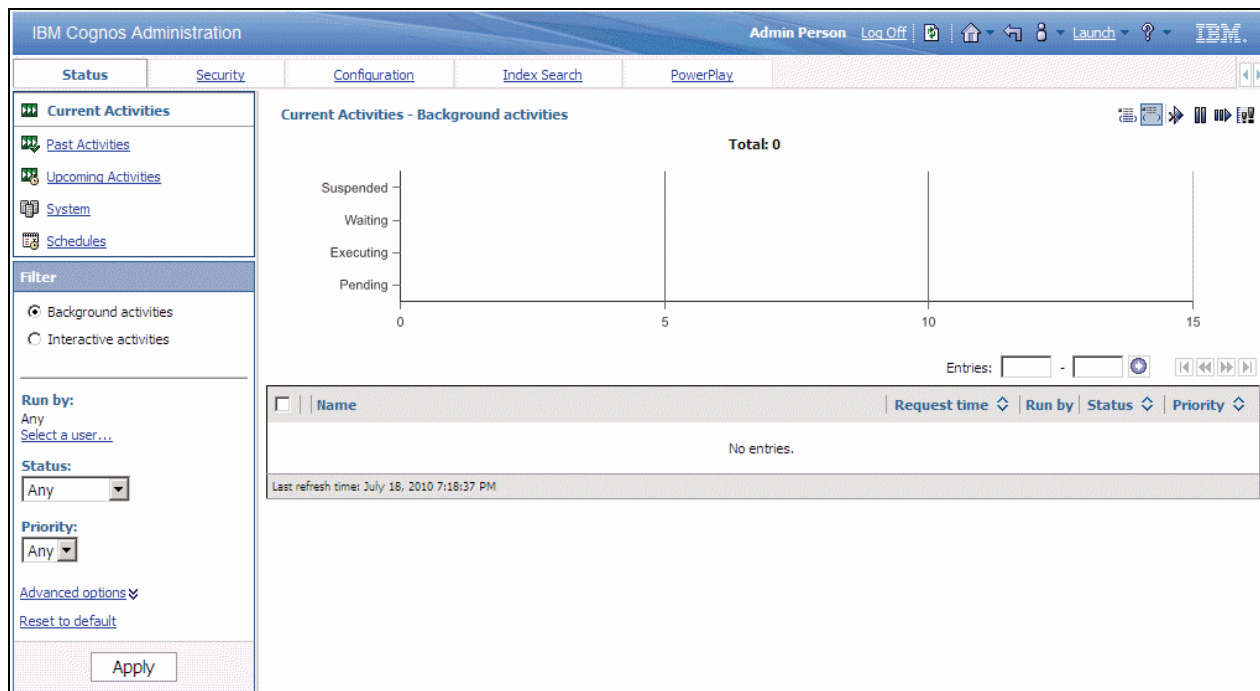 IBM Cognos Administration
Admin Person Log Off Launch IBM.
Status Security Configuration Index Search PowerPlay
Current Activities
Past Activities
Upcoming Activities
System
Schedules
Filter
Background activities
Interactive activities
Run by:
Any
Select a user...
Status:
Any
Priority:
Any
Advanced options
Reset to default
Apply
Current Activities - Background activities
Total: 0
Suspended
Waiting
Executing
Pending
0 5 10 15
Entries: -
Name Request time Run by Status Priority
No entries.
Last refresh time: July 18, 2010 7:18:37 PM